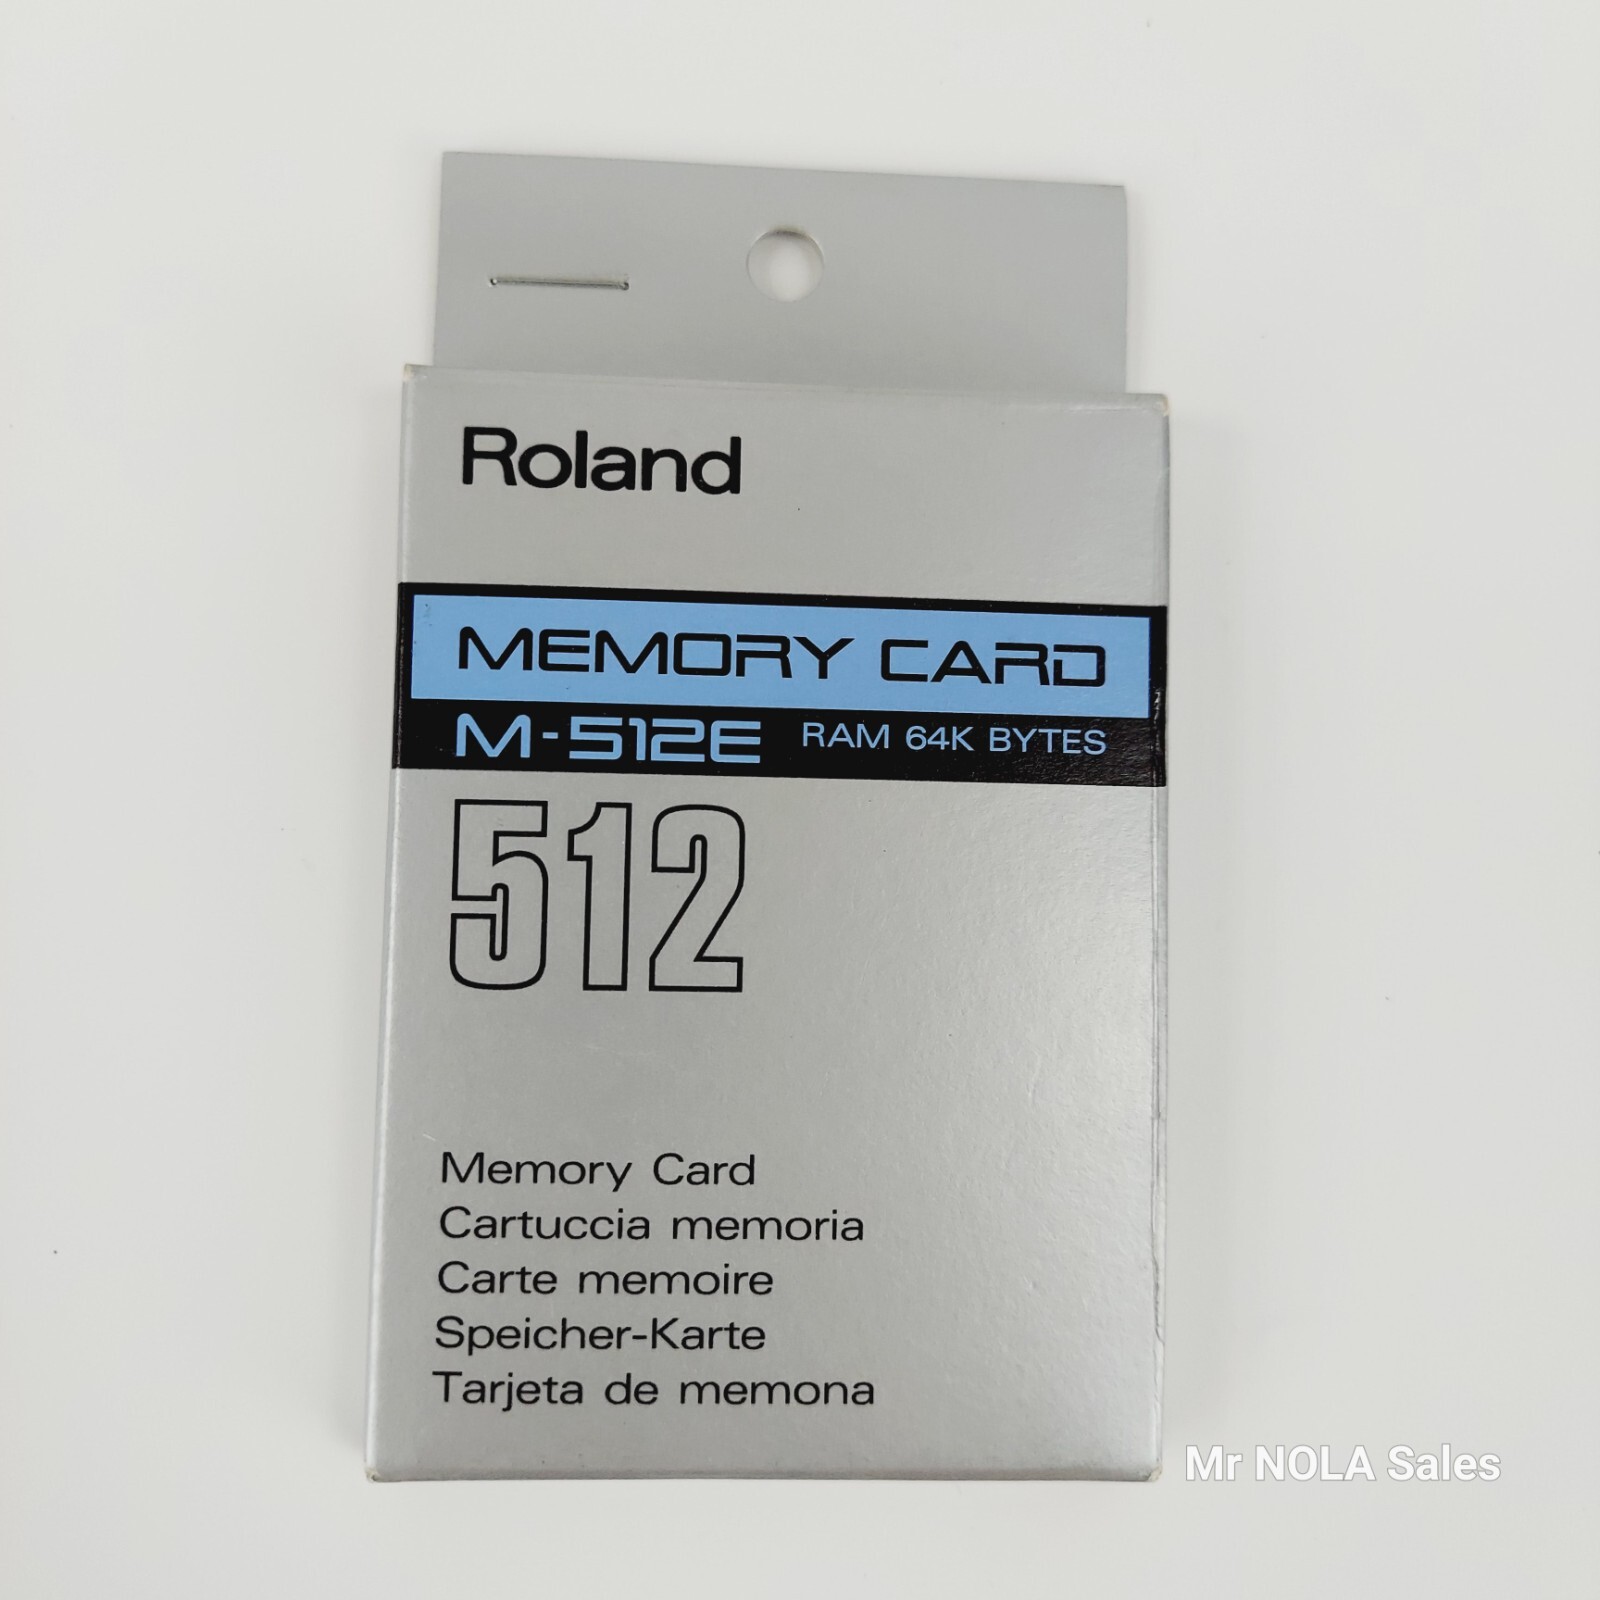 Roland
MEMORY CARD
M-512E RAM 64K BYTES
512
Memory Card
Cartuccia memoria
Carte memoire
Speicher-Karte
Tarjeta de memona
Mr NOLA Sales